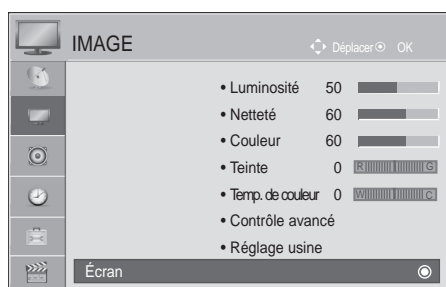 IMAGE
Déplacer OK
• Luminosité 50
• Netteté 60
• Couleur 60
• Teinte 0 R G
• Temp. de couleur 0 W C
• Contrôle avancé
• Réglage usine
Écran